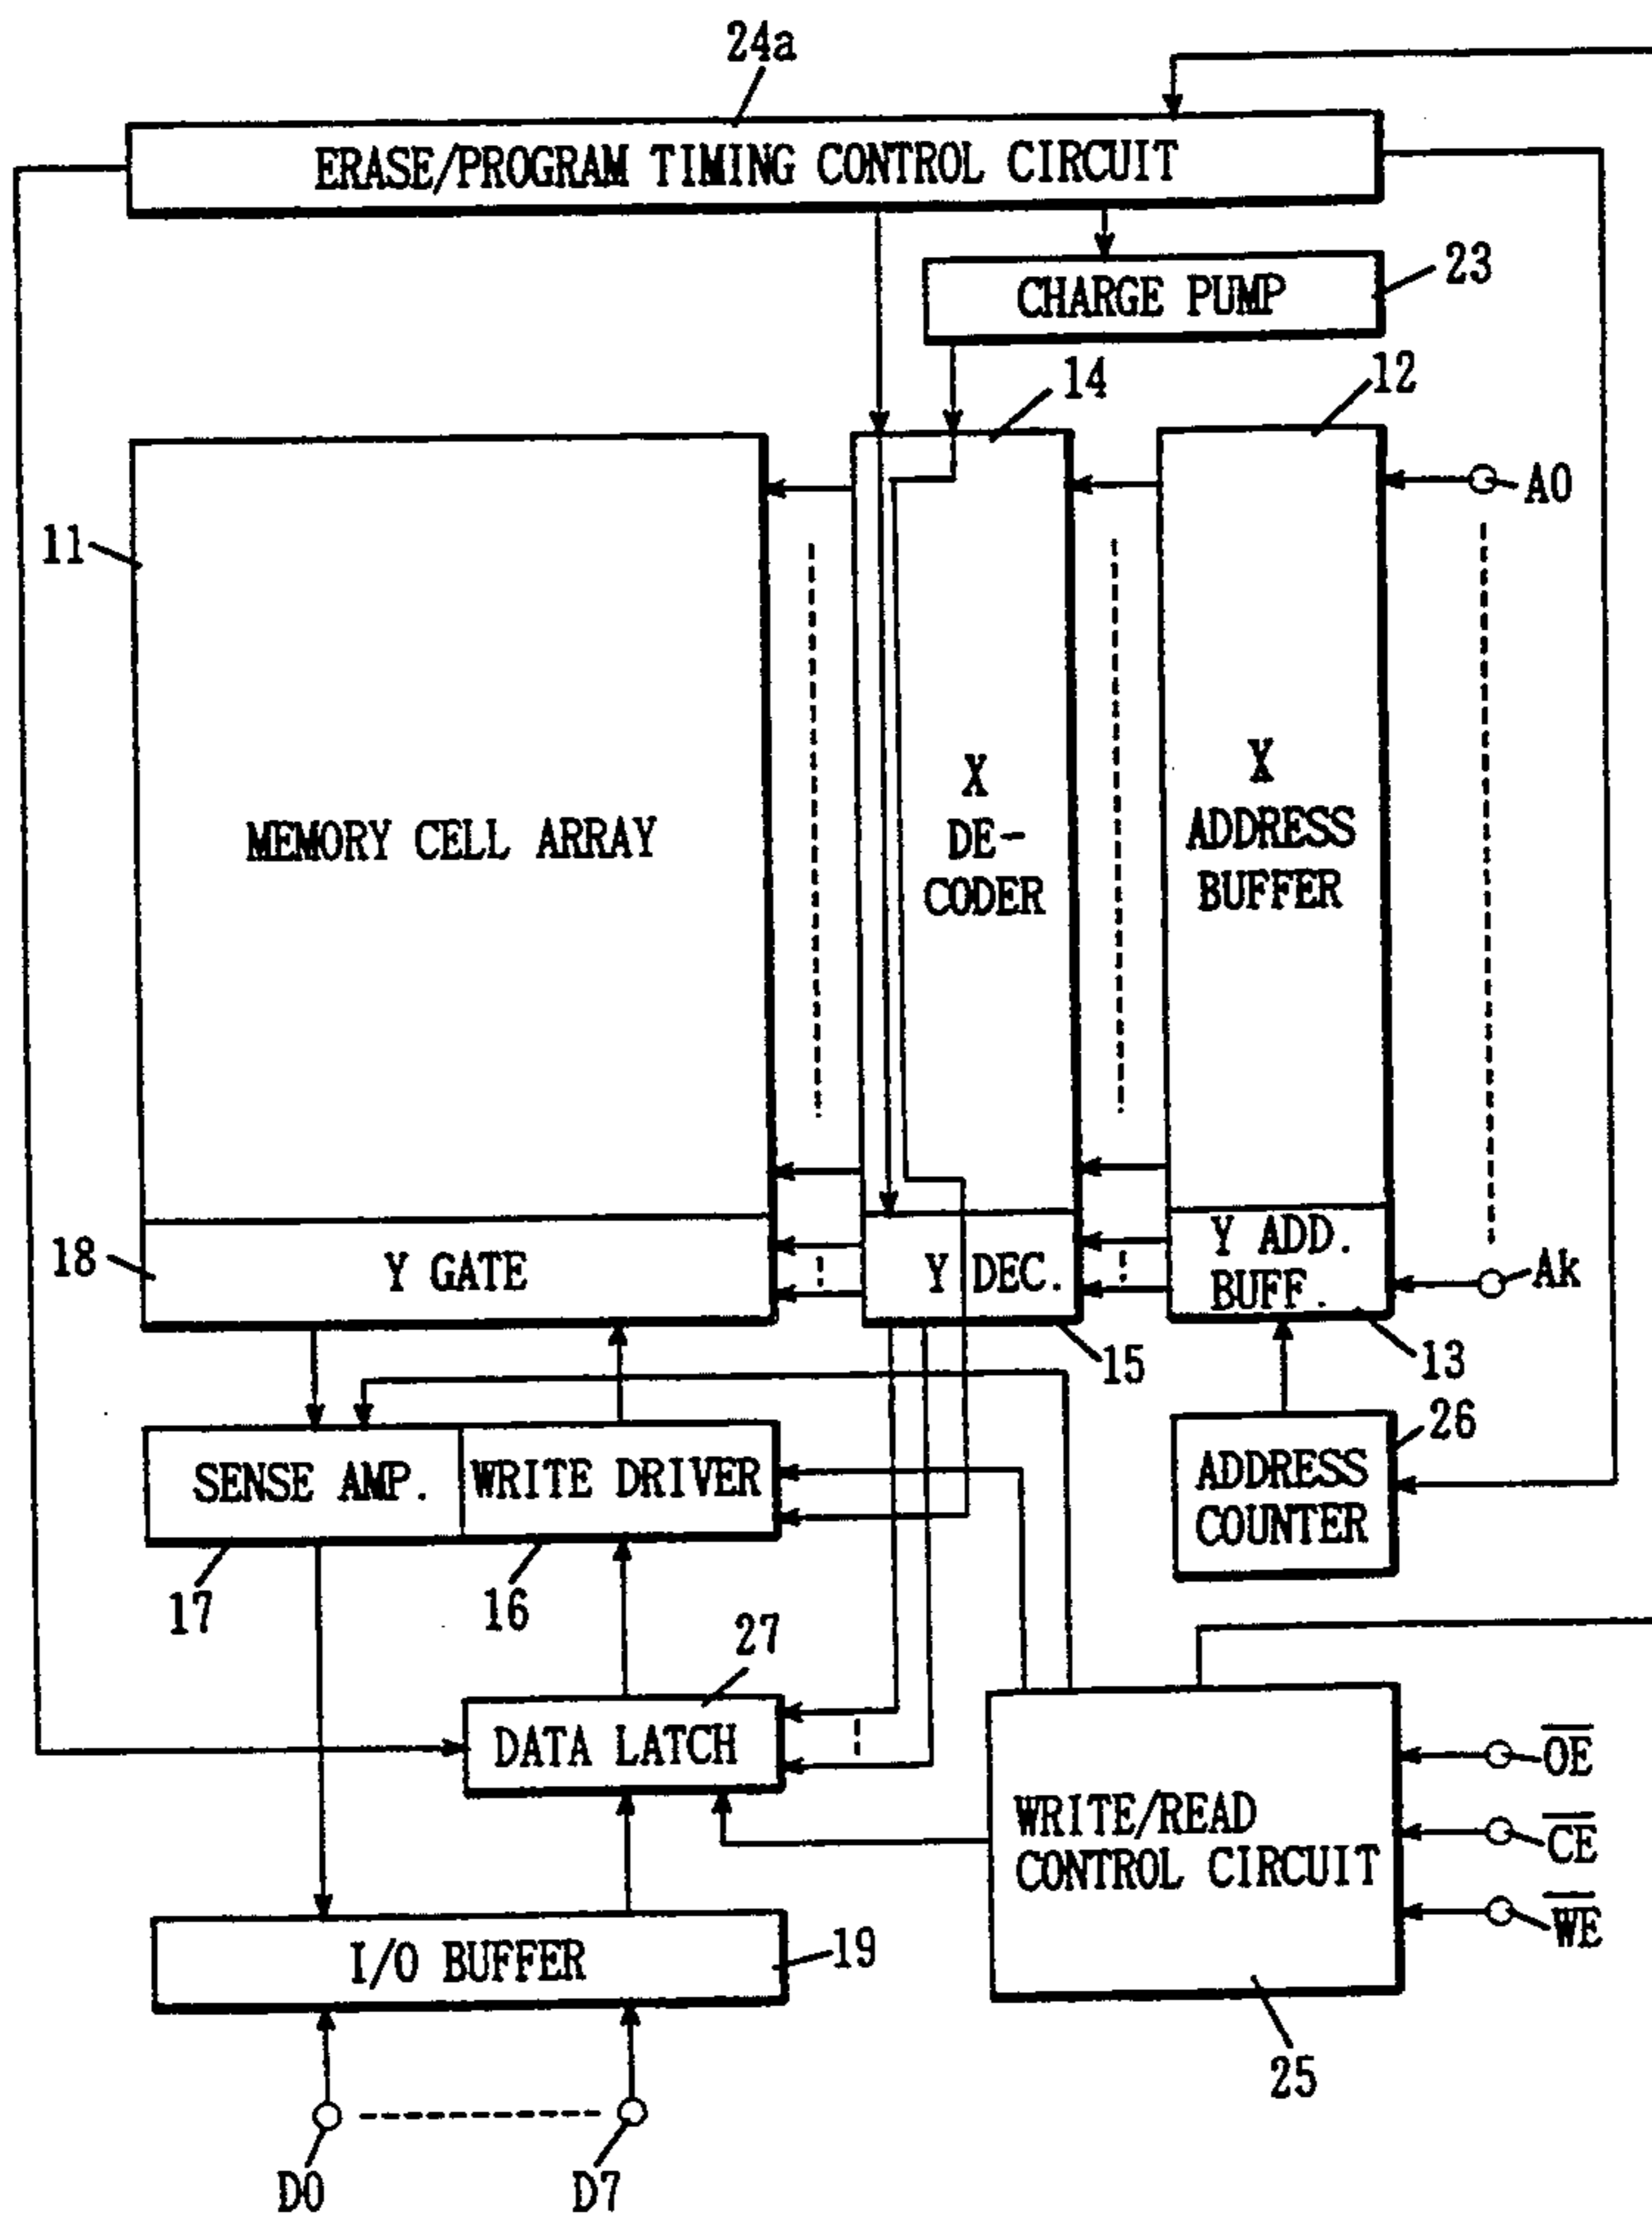 24a
ERASE/PROGRAM TIMING CONTROL CIRCUIT
CHARGE PUMP
23
14
12
A0
11
MEMORY CELL ARRAY
X
DE-
CODER
X
ADDRESS
BUFFER
18
Y GATE
Y DEC.
Y ADD.
BUFF.
Ak
15
13
26
SENSE AMP.
WRITE DRIVER
ADDRESS
COUNTER
17
16
27
DATA LATCH
OE
WRITE/READ
CONTROL CIRCUIT
CE
WE
I/O BUFFER
19
25
D0
D7